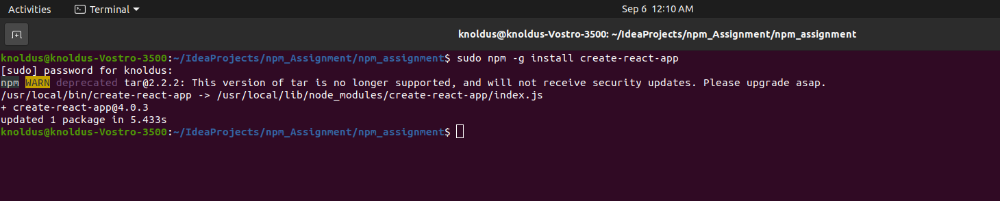 Activities Terminal Sep 6 12:10 AM
knoldus@knoldus-Vostro-3500: ~/IdeaProjects/npm_Assignment/npm_assignment
knoldus@knoldus-Vostro-3500:~/IdeaProjects/npm_Assignment/npm_assignment$ sudo npm -g install create-react-app
[sudo] password for knoldus:
npm WARN deprecated tar@2.2.2: This version of tar is no longer supported, and will not receive security updates. Please upgrade asap.
/usr/local/bin/create-react-app -> /usr/local/lib/node_modules/create-react-app/index.js
+ create-react-app@4.0.3
updated 1 package in 5.433s
knoldus@knoldus-Vostro-3500:~/IdeaProjects/npm_Assignment/npm_assignment$